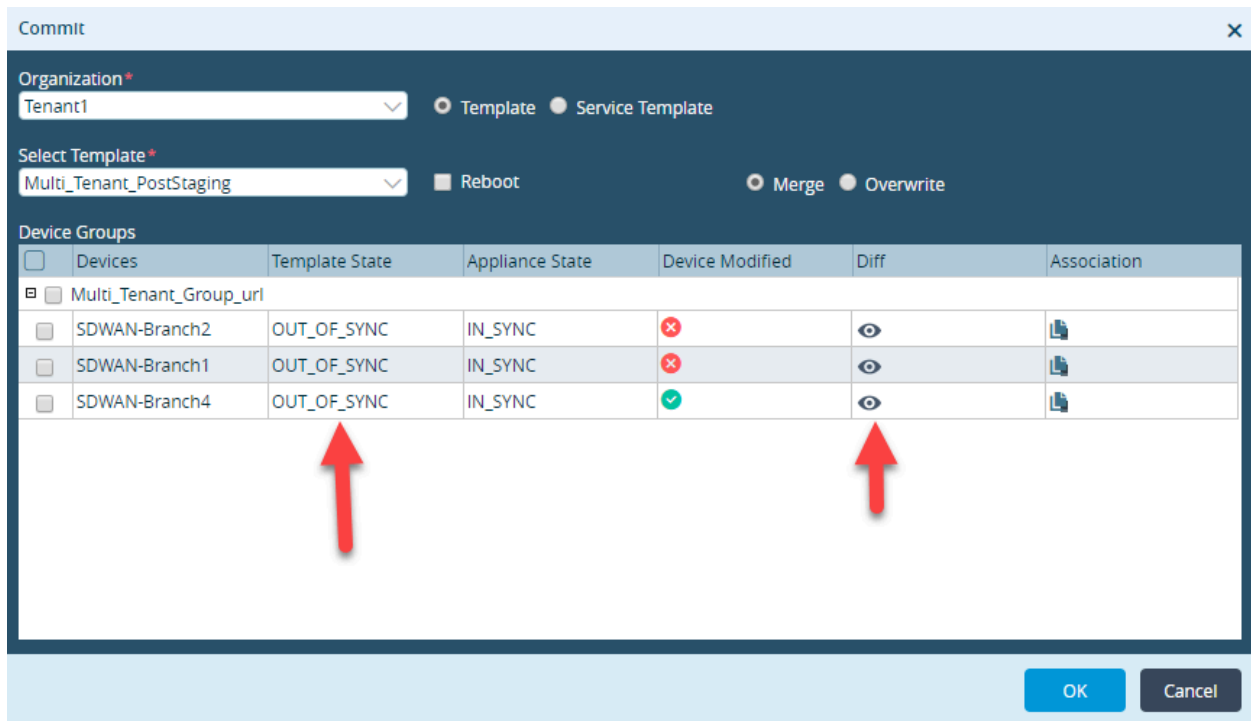 Commit
Organization*
Tenant1
Template Service Template
Select Template*
Multi_Tenant_PostStaging
Reboot Merge Overwrite
Device Groups
Devices Template State Appliance State Device Modified Diff Association
Multi_Tenant_Group_url
SDWAN-Branch2 OUT_OF_SYNC IN_SYNC
SDWAN-Branch1 OUT_OF_SYNC IN_SYNC
SDWAN-Branch4 OUT_OF_SYNC IN_SYNC
OK Cancel